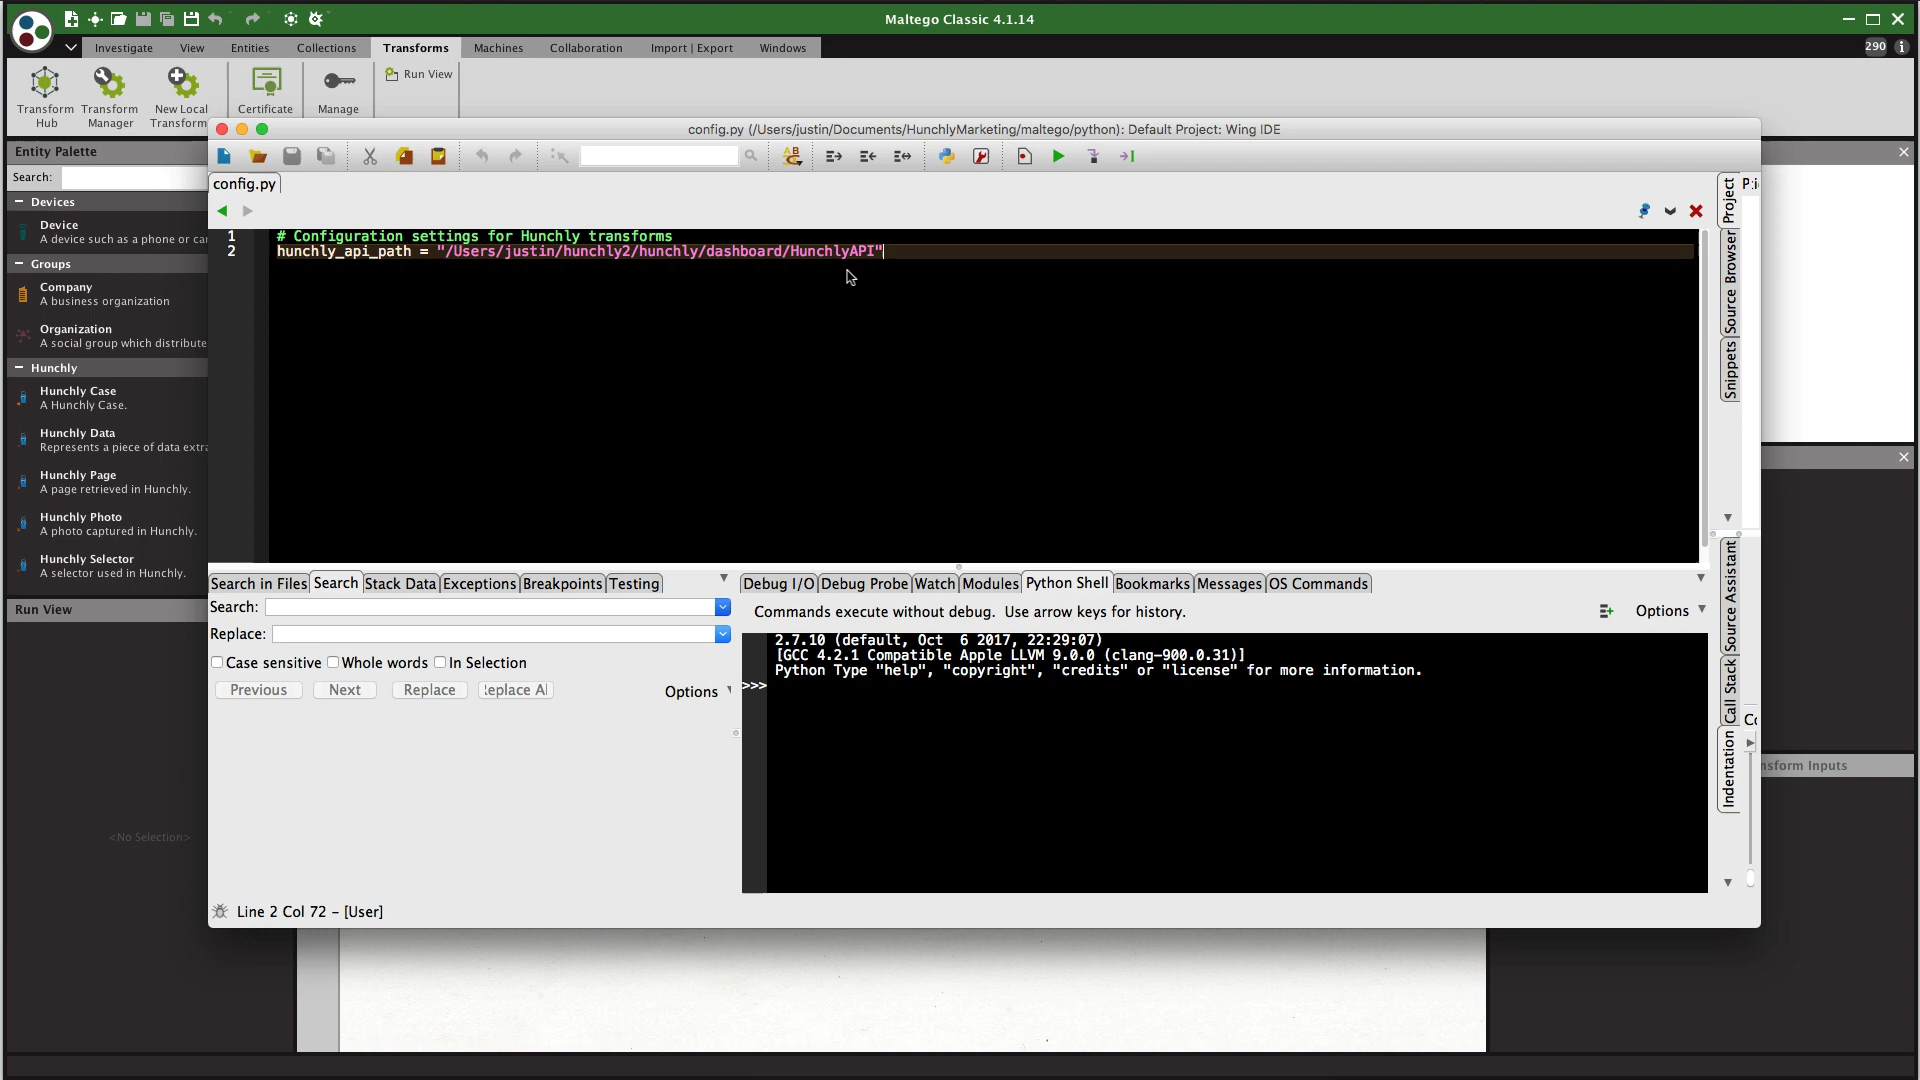 Maltego Classic 4.1.14
Investigate View Entities Collections Transforms Machines Collaboration Import | Export Windows
290
Transform Hub
Transform Manager
New Local Transform
Certificate
Manage
Run View
config.py (/Users/justin/Documents/HunchlyMarketing/maltego/python): Default Project: Wing IDE
Entity Palette
Search:
Devices
Device
A device such as a phone or car
Groups
Company
A business organization
Organization
A social group which distribute
Hunchly
Hunchly Case
A Hunchly Case.
Hunchly Data
Represents a piece of data extra
Hunchly Page
A page retrieved in Hunchly.
Hunchly Photo
A photo captured in Hunchly.
Hunchly Selector
A selector used in Hunchly.
Run View
<No Selection>
config.py
1 # Configuration settings for Hunchly transforms
2 hunchly_api_path = "/Users/justin/hunchly2/hunchly/dashboard/HunchlyAPI"
Project
Source Browser
Snippets
Search in Files Search Stack Data Exceptions Breakpoints Testing
Search:
Replace:
Case sensitive Whole words In Selection
Previous Next Replace
Options
Debug I/O Debug Probe Watch Modules Python Shell Bookmarks Messages OS Commands
Commands execute without debug. Use arrow keys for history.
Options
2.7.10 (default, Oct 6 2017, 22:29:07)
[GCC 4.2.1 Compatible Apple LLVM 9.0.0 (clang-900.0.31)]
Python Type "help", "copyright", "credits" or "license" for more information.
>>>
Source Assistant
Call Stack
Indentation
nsform Inputs
Line 2 Col 72 - [User]